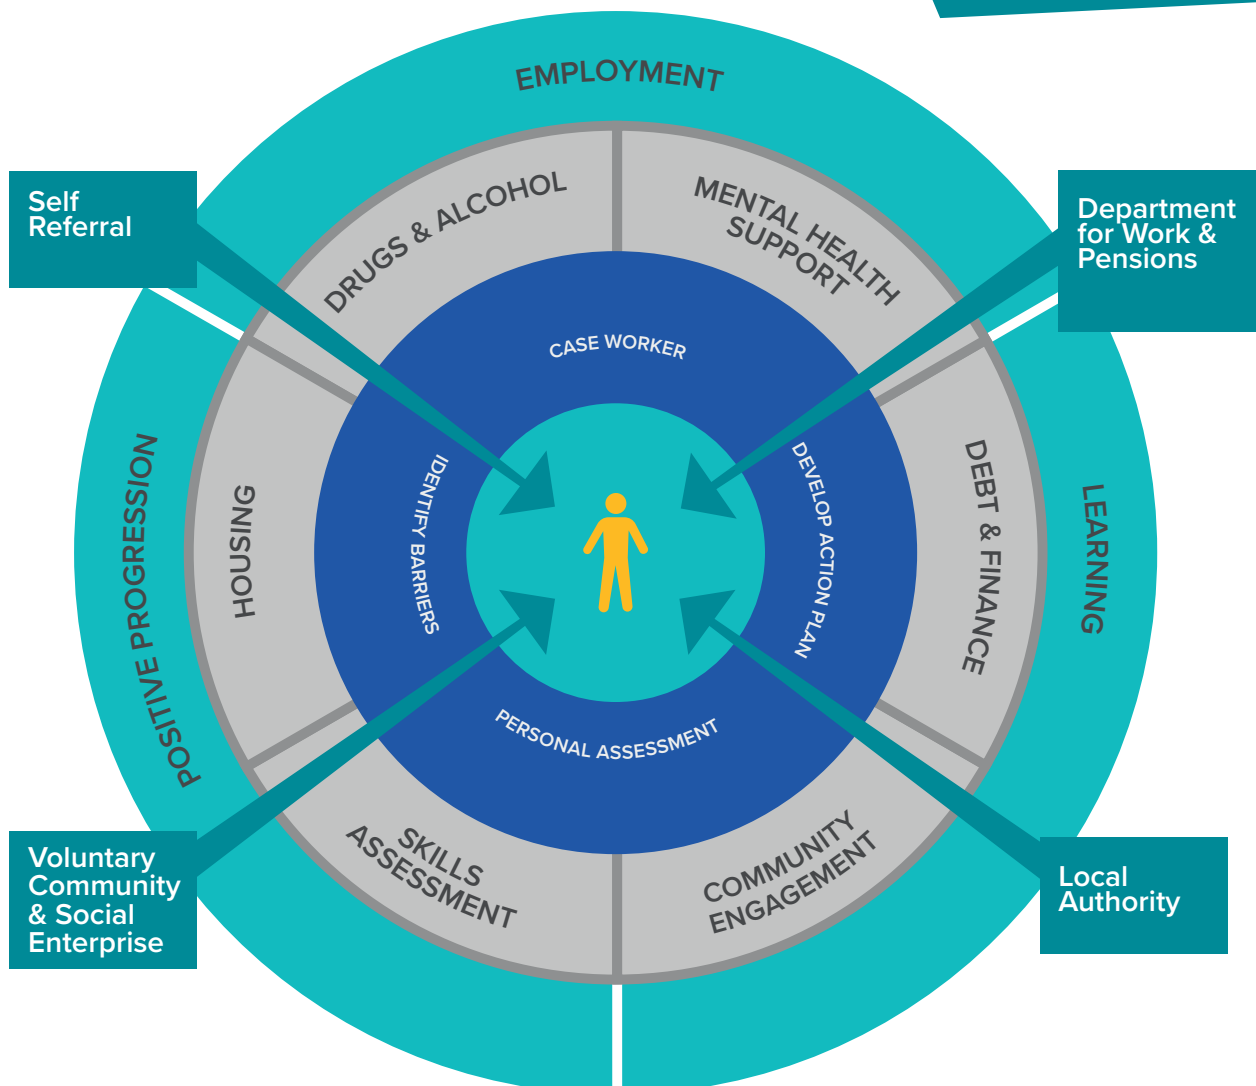 EMPLOYMENT
Self
Referral
DRUGS & ALCOHOL
MENTAL HEALTH
SUPPORT
Department
for Work &
Pensions
CASE WORKER
POSITIVE PROGRESSION
HOUSING
IDENTIFY BARRIERS
DEVELOP ACTION PLAN
DEBT & FINANCE
LEARNING
PERSONAL ASSESSMENT
Voluntary
Community
& Social
Enterprise
SKILLS
ASSESSMENT
COMMUNITY
ENGAGEMENT
Local
Authority